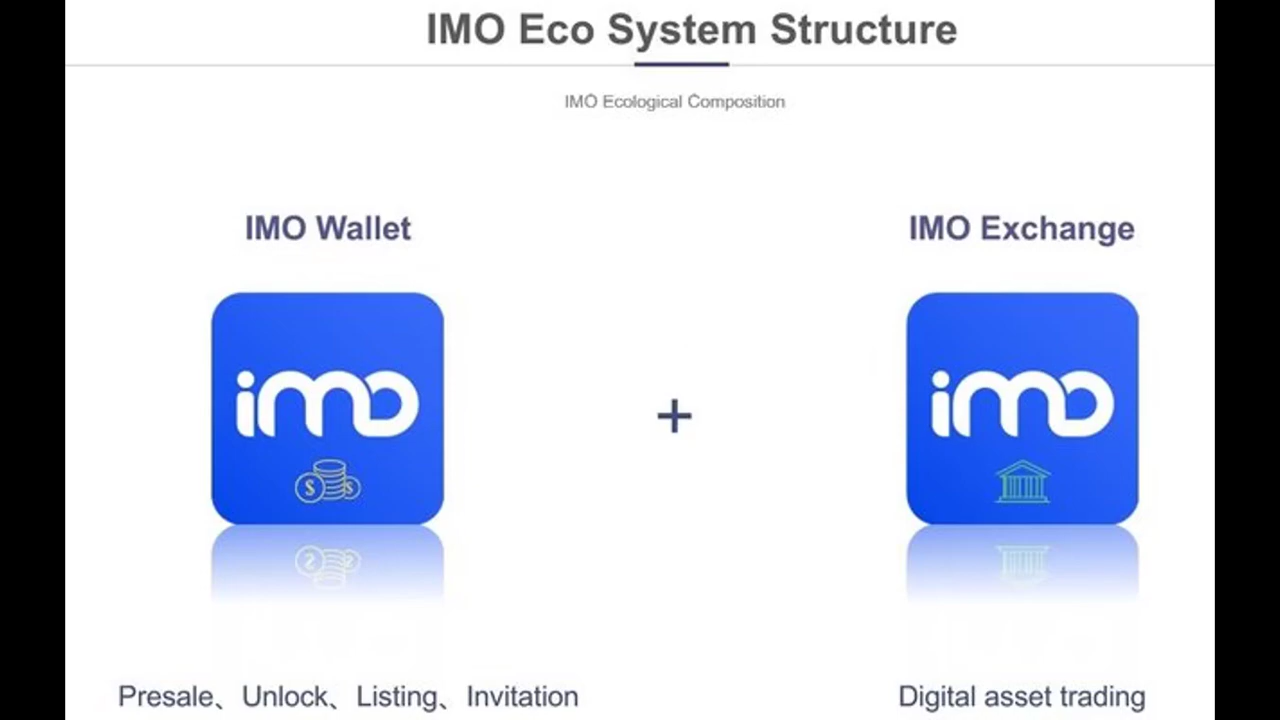 IMO Eco System Structure
IMO Ecological Composition
IMO Wallet
IMO Exchange
imo
imo
+
$ $
Presale、Unlock、Listing、Invitation
Digital asset trading